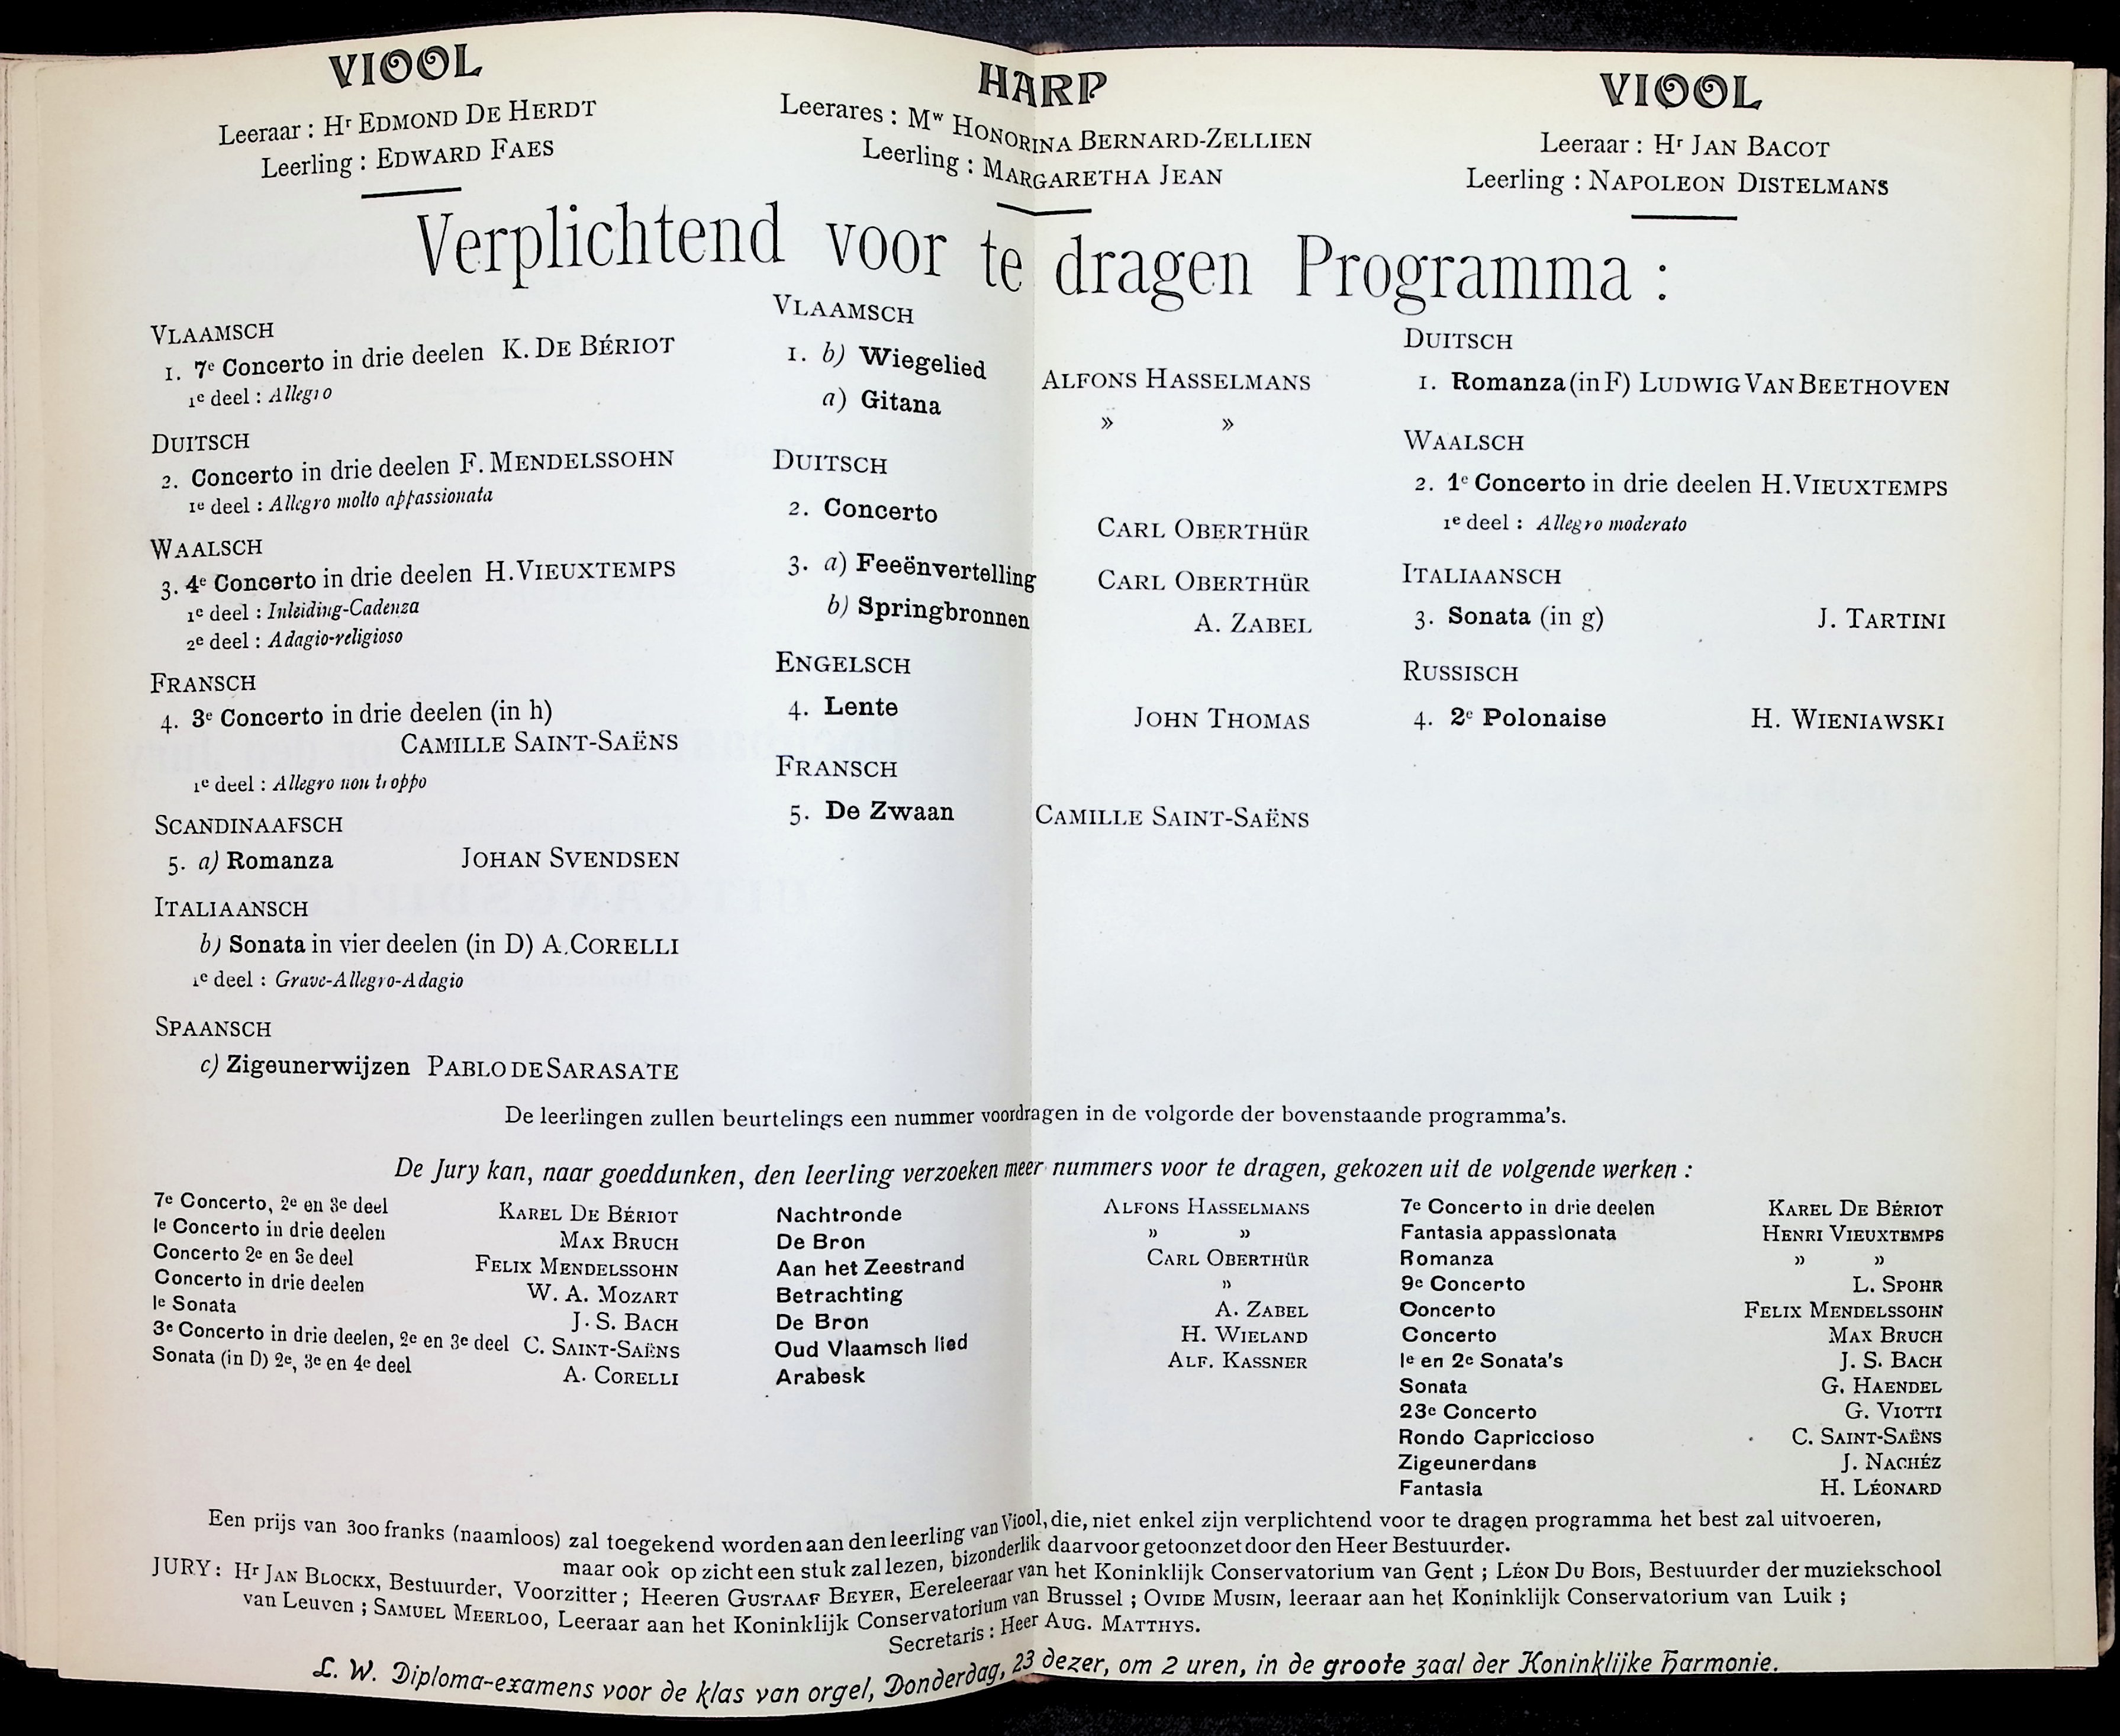 VIOOL
Leeraar : Hr EDMOND DE HERDT
Leerling : EDWARD FAES
HARP
Leerares : Mw HONORINA BERNARD-ZELLIEN
Leerling : MARGARETHA JEAN
VIOOL
Leeraar : Hr JAN BACOT
Leerling : NAPOLEON DISTELMANS
Verplichtend voor te dragen Programma :
VLAAMSCH
1. 7e Concerto in drie deelen K. DE BÉRIOT
1e deel : Allegro
DUITSCH
2. Concerto in drie deelen F. MENDELSSOHN
1e deel : Allegro molto appassionata
WAALSCH
3. 4e Concerto in drie deelen H. VIEUXTEMPS
1e deel : Inleiding-Cadenza
2e deel : Adagio-religioso
FRANSCH
4. 3e Concerto in drie deelen (in h)
CAMILLE SAINT-SAËNS
1e deel : Allegro non troppo
SCANDINAAFSCH
5. a) Romanza JOHAN SVENDSEN
ITALIAANSCH
b) Sonata in vier deelen (in D) A. CORELLI
1e deel : Grave-Allegro-Adagio
SPAANSCH
c) Zigeunerwijzen PABLO DE SARASATE
VLAAMSCH
1. b) Wiegelied ALFONS HASSELMANS
a) Gitana » »
DUITSCH
2. Concerto CARL OBERTHüR
3. a) Feeënvertelling CARL OBERTHüR
b) Springbronnen A. ZABEL
ENGELSCH
4. Lente JOHN THOMAS
FRANSCH
5. De Zwaan CAMILLE SAINT-SAËNS
DUITSCH
1. Romanza (in F) LUDWIG VAN BEETHOVEN
WAALSCH
2. 1e Concerto in drie deelen H. VIEUXTEMPS
1e deel : Allegro moderato
ITALIAANSCH
3. Sonata (in g) J. TARTINI
RUSSISCH
4. 2e Polonaise H. WIENIAWSKI
De leerlingen zullen beurtelings een nummer voordragen in de volgorde der bovenstaande programma's.
De Jury kan, naar goeddunken, den leerling verzoeken meer nummers voor te dragen, gekozen uit de volgende werken :
7e Concerto, 2e en 3e deel KAREL DE BÉRIOT
1e Concerto in drie deelen MAX BRUCH
Concerto 2e en 3e deel FELIX MENDELSSOHN
Concerto in drie deelen W. A. MOZART
1e Sonata J. S. BACH
3e Concerto in drie deelen, 2e en 3e deel C. SAINT-SAËNS
Sonata (in D) 2e, 3e en 4e deel A. CORELLI
Nachtronde ALFONS HASSELMANS
De Bron » »
Aan het Zeestrand CARL OBERTHüR
Betrachting »
De Bron A. ZABEL
Oud Vlaamsch lied H. WIELAND
Arabesk ALF. KASSNER
7e Concerto in drie deelen KAREL DE BÉRIOT
Fantasia appassionata HENRI VIEUXTEMPS
Romanza » »
9e Concerto L. SPOHR
Concerto FELIX MENDELSSOHN
Concerto MAX BRUCH
1e en 2e Sonata's J. S. BACH
Sonata G. HAENDEL
23e Concerto G. VIOTTI
Rondo Capriccioso C. SAINT-SAËNS
Zigeunerdans J. NACHÉZ
Fantasia H. LÉONARD
Een prijs van 300 franks (naamloos) zal toegekend worden aan den leerling van Viool, die, niet enkel zijn verplichtend voor te dragen programma het best zal uitvoeren,
maar ook op zicht een stuk zal lezen, bizonderlik daarvoor getoonzet door den Heer Bestuurder.
JURY : Hr JAN BLOCKX, Bestuurder, Voorzitter ; Heeren GUSTAAF BEYER, Eereleeraar van het Koninklijk Conservatorium van Gent ; LÉON DU BOIS, Bestuurder der muziekschool
van Leuven ; SAMUEL MEERLOO, Leeraar aan het Koninklijk Conservatorium van Brussel ; OVIDE MUSIN, leeraar aan het Koninklijk Conservatorium van Luik ;
Secretaris : Heer AUG. MATTHYS.
L. W. Diploma-examens voor de klas van orgel, Donderdag, 23 dezer, om 2 uren, in de groote zaal der Koninklijke Harmonie.